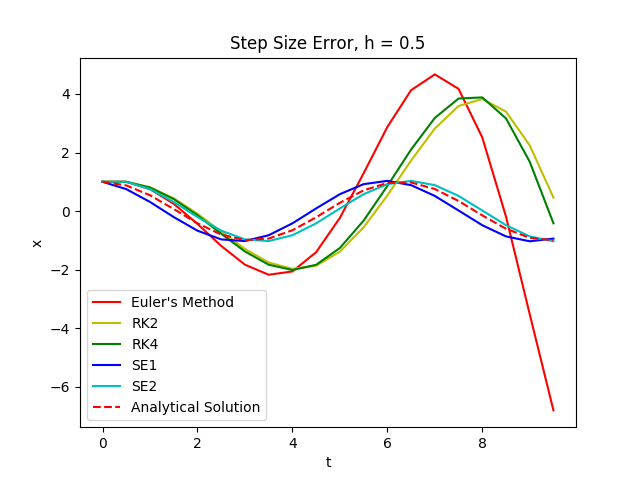 Step Size Error, h = 0.5
4
2
0
−2
−4
−6
x
Euler's Method
RK2
RK4
SE1
SE2
Analytical Solution
0 2 4 6 8
t